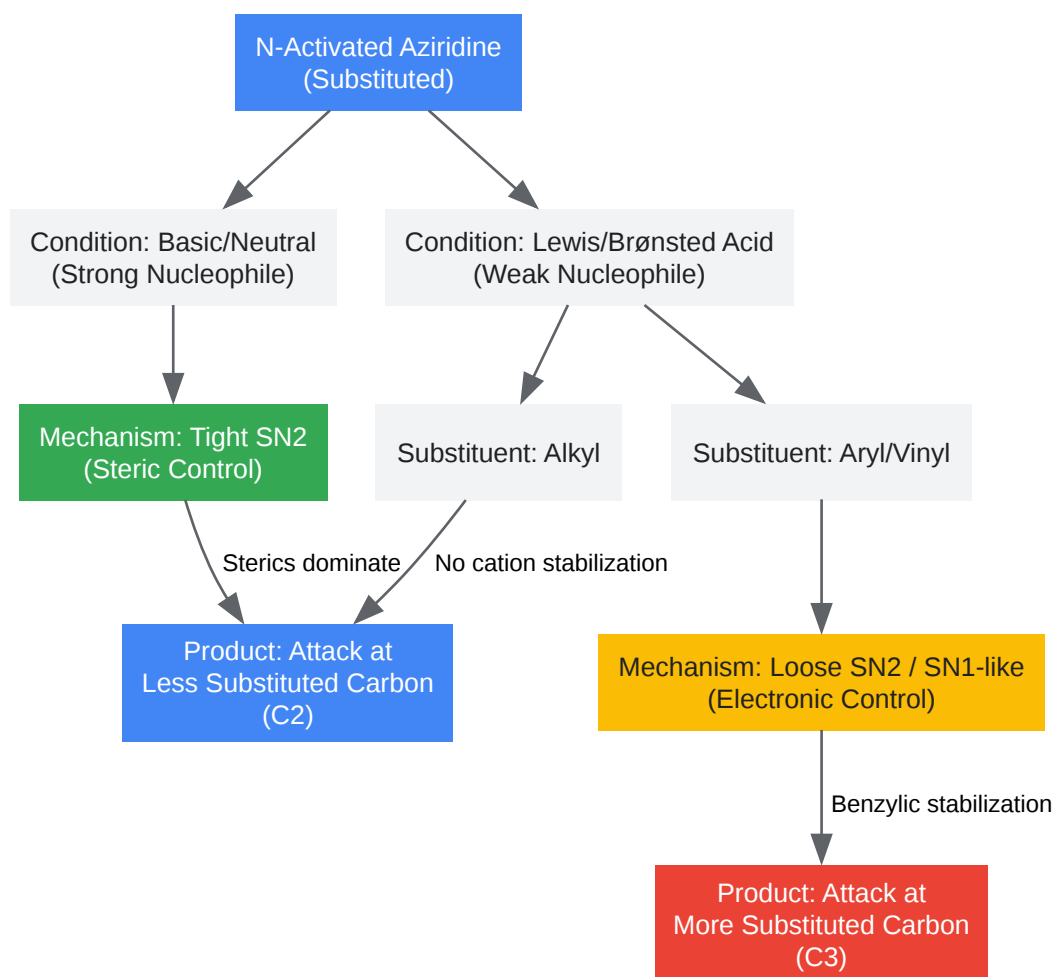 N-Activated Aziridine
(Substituted)
Condition: Basic/Neutral
(Strong Nucleophile)
Condition: Lewis/Brønsted Acid
(Weak Nucleophile)
Mechanism: Tight SN2
(Steric Control)
Substituent: Alkyl
Substituent: Aryl/Vinyl
Sterics dominate
No cation stabilization
Product: Attack at
Less Substituted Carbon
(C2)
Mechanism: Loose SN2 / SN1-like
(Electronic Control)
Benzylic stabilization
Product: Attack at
More Substituted Carbon
(C3)